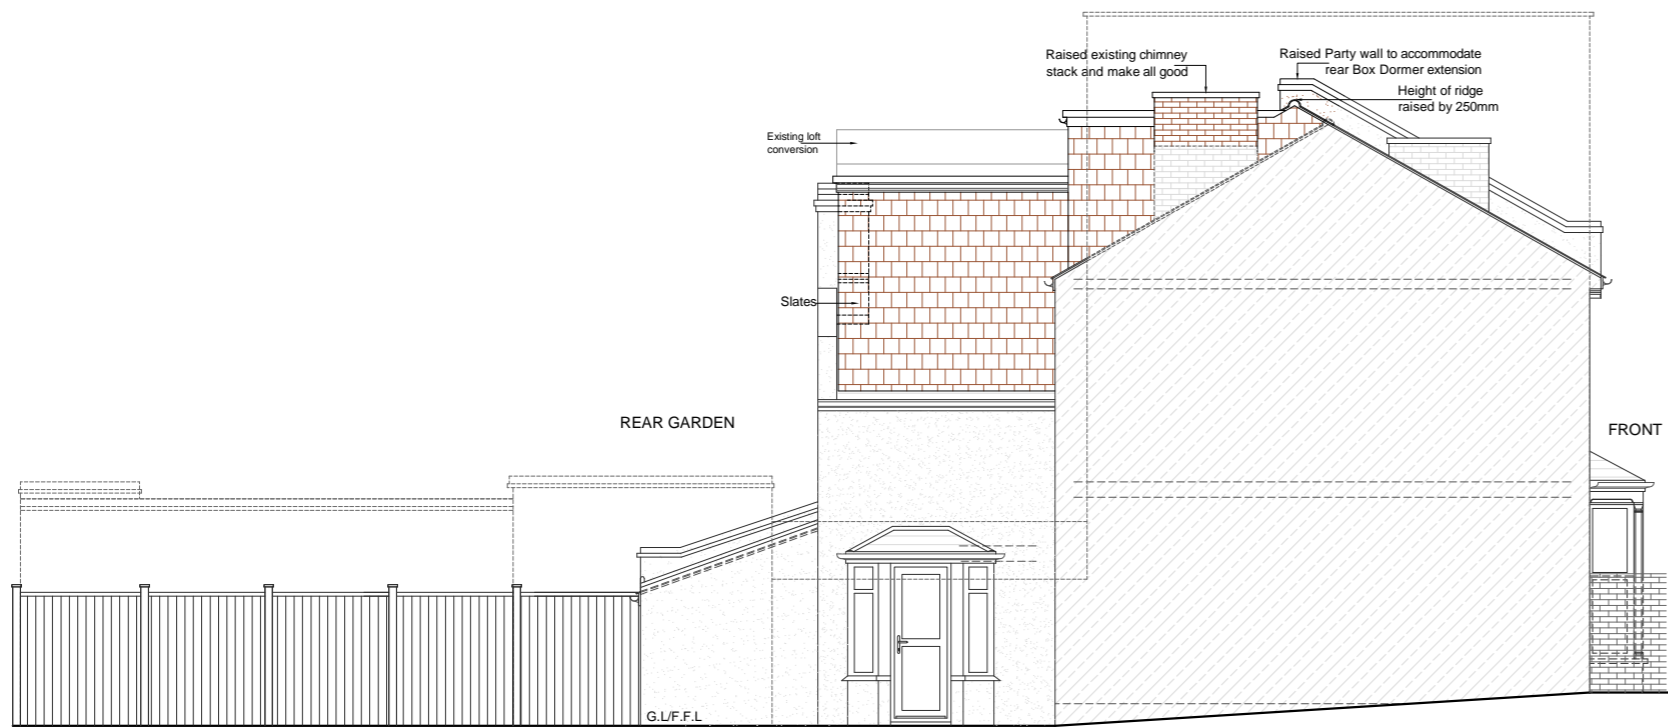 Raised existing chimney
stack and make all good
Raised Party wall to accommodate
rear Box Dormer extension
Height of ridge
raised by 250mm
Existing loft
conversion
Slates
REAR GARDEN
FRONT
G.L/F.F.L